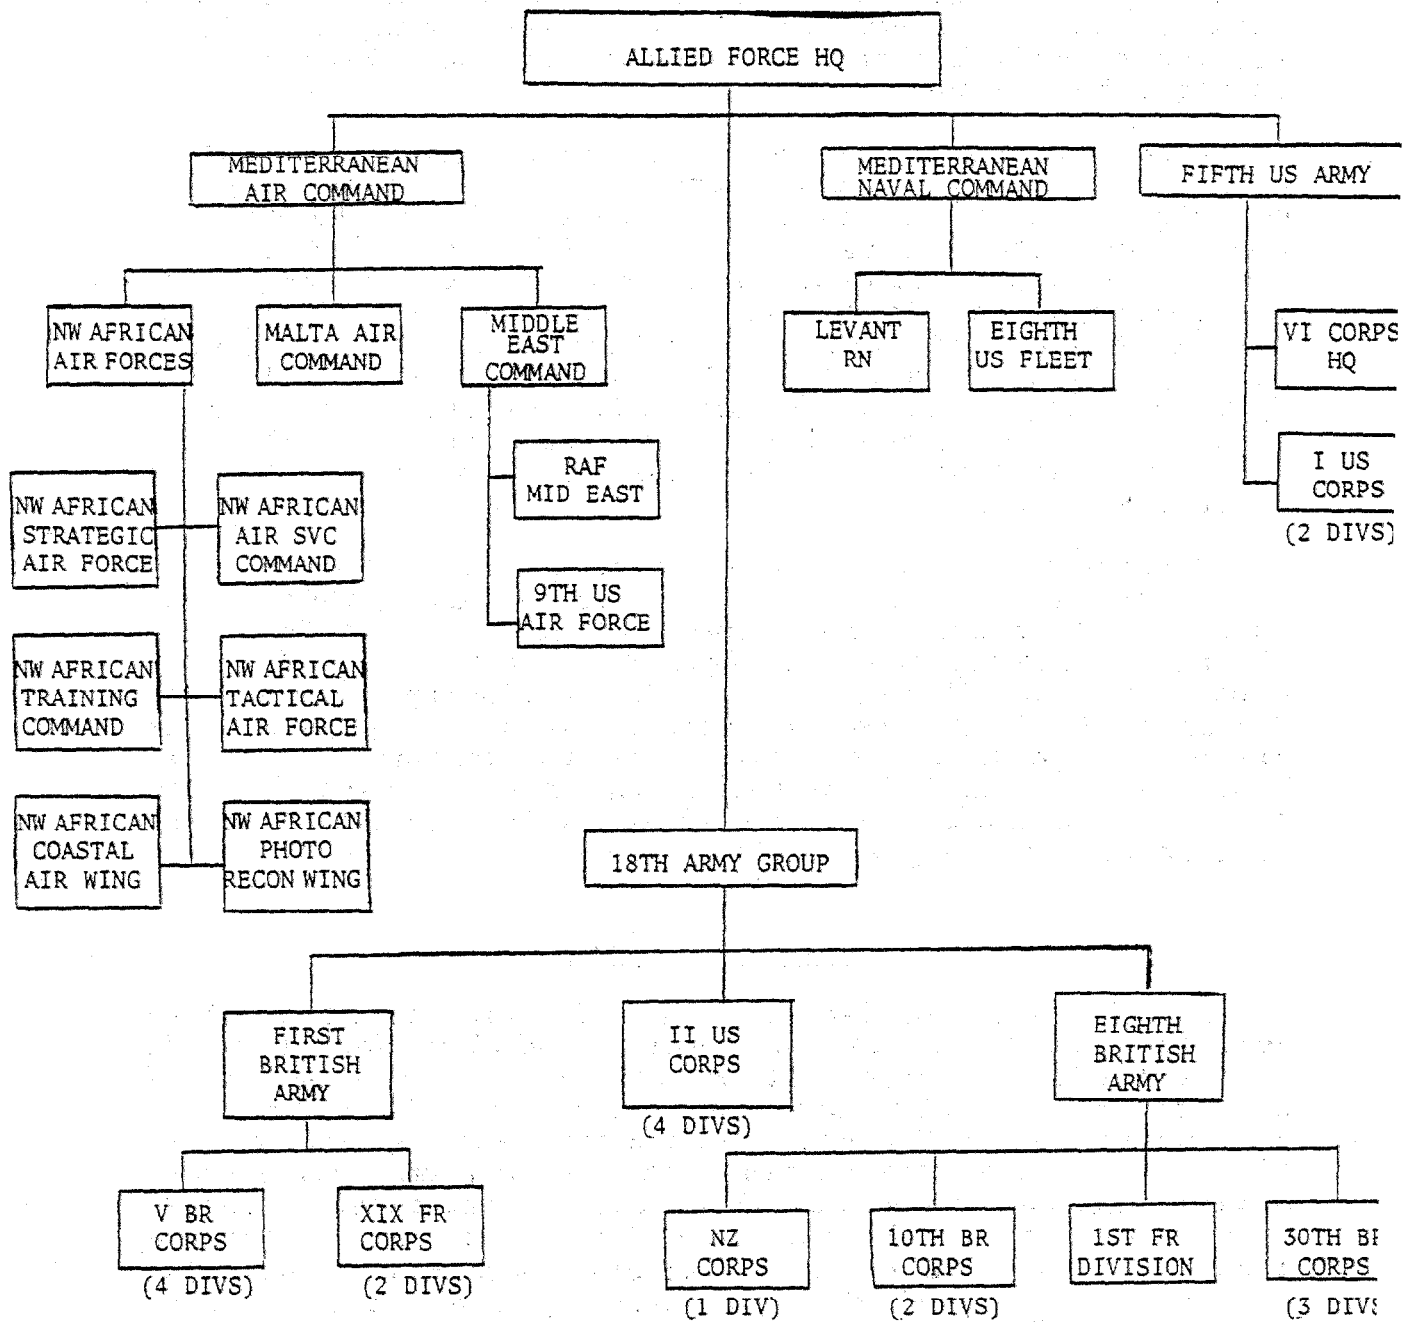 ALLIED FORCE HQ
MEDITERRANEAN
AIR COMMAND
MEDITERRANEAN
NAVAL COMMAND
FIFTH US ARMY
NW AFRICAN
AIR FORCES
MALTA AIR
COMMAND
MIDDLE
EAST
COMMAND
LEVANT
RN
EIGHTH
US FLEET
VI CORPS
HQ
RAF
MID EAST
I US
CORPS
(2 DIVS)
NW AFRICAN
STRATEGIC
AIR FORCE
NW AFRICAN
AIR SVC
COMMAND
9TH US
AIR FORCE
NW AFRICAN
TRAINING
COMMAND
NW AFRICAN
TACTICAL
AIR FORCE
NW AFRICAN
COASTAL
AIR WING
NW AFRICAN
PHOTO
RECON WING
18TH ARMY GROUP
FIRST
BRITISH
ARMY
II US
CORPS
(4 DIVS)
EIGHTH
BRITISH
ARMY
V BR
CORPS
(4 DIVS)
XIX FR
CORPS
(2 DIVS)
NZ
CORPS
(1 DIV)
10TH BR
CORPS
(2 DIVS)
1ST FR
DIVISION
30TH
CORPS
(3 DIVS